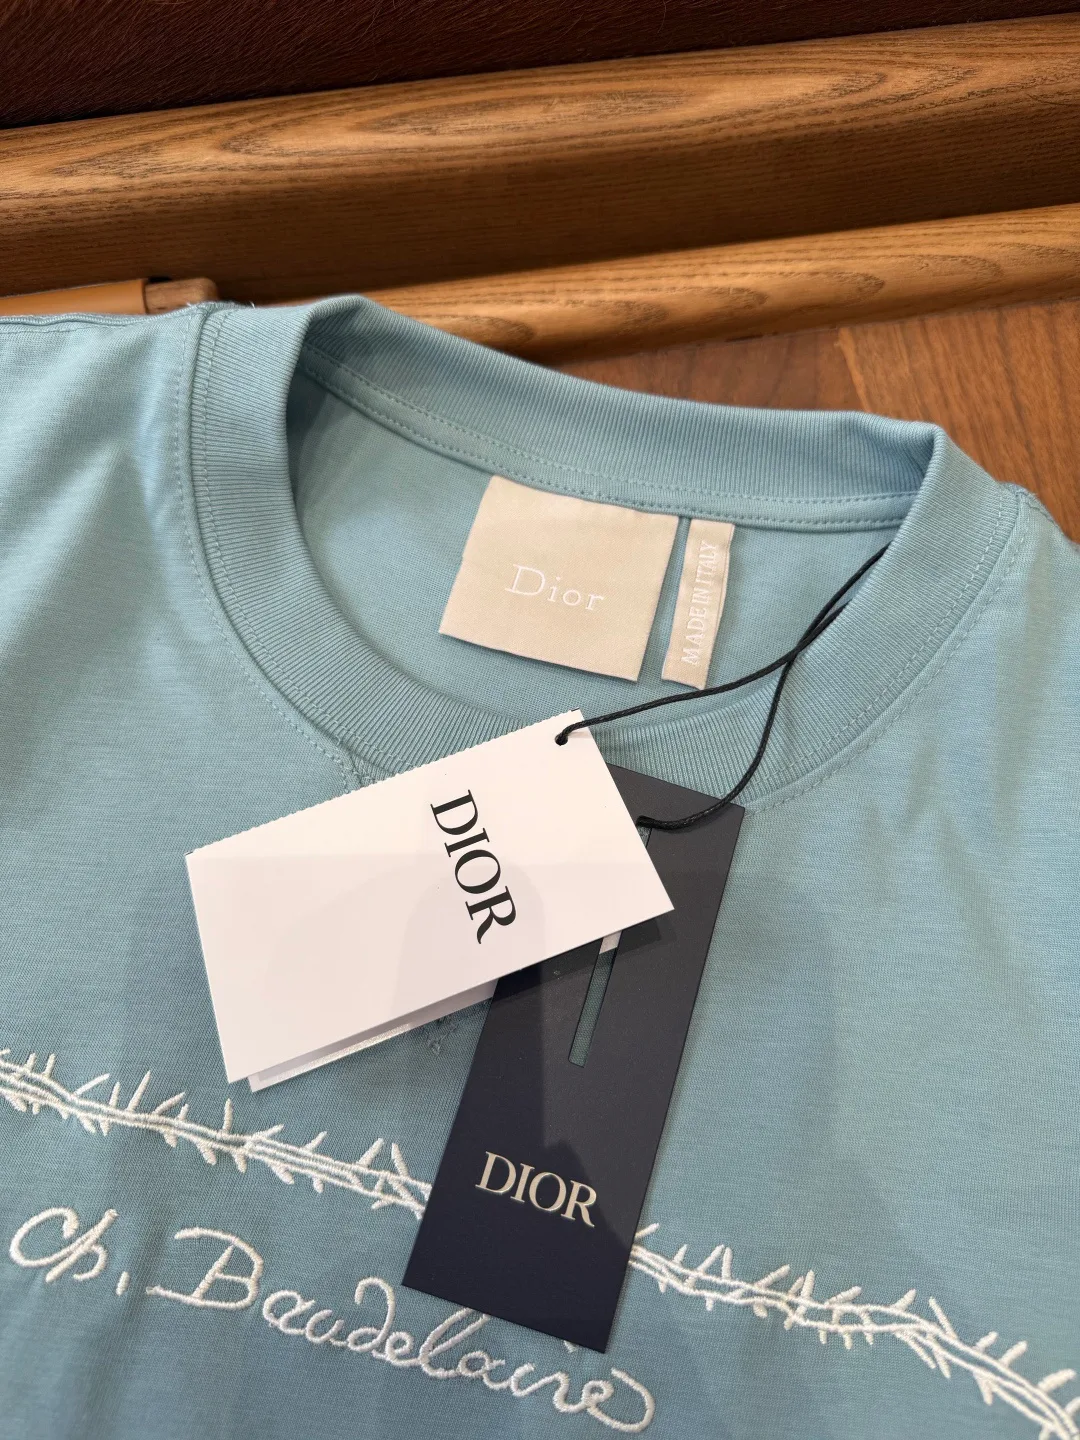 Dior
MADE IN ITALY
DIOR
DIOR
Ch. Baudelaire